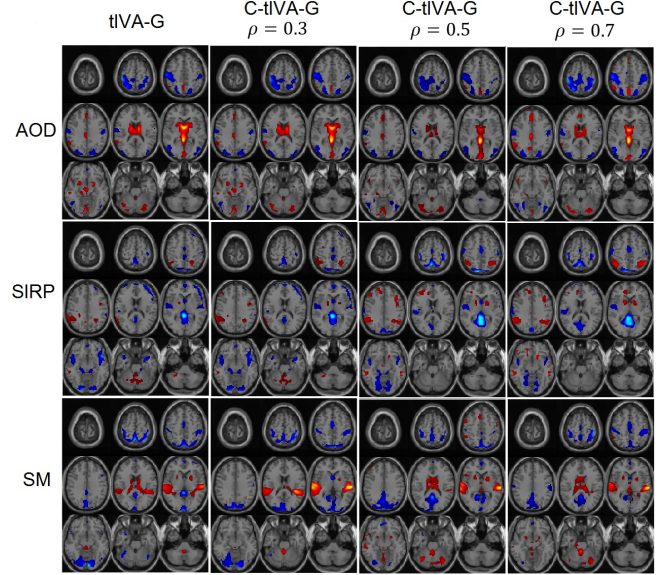 tIVA-G
C-tIVA-G
ρ = 0.3
C-tIVA-G
ρ = 0.5
C-tIVA-G
ρ = 0.7
AOD
SIRP
SM